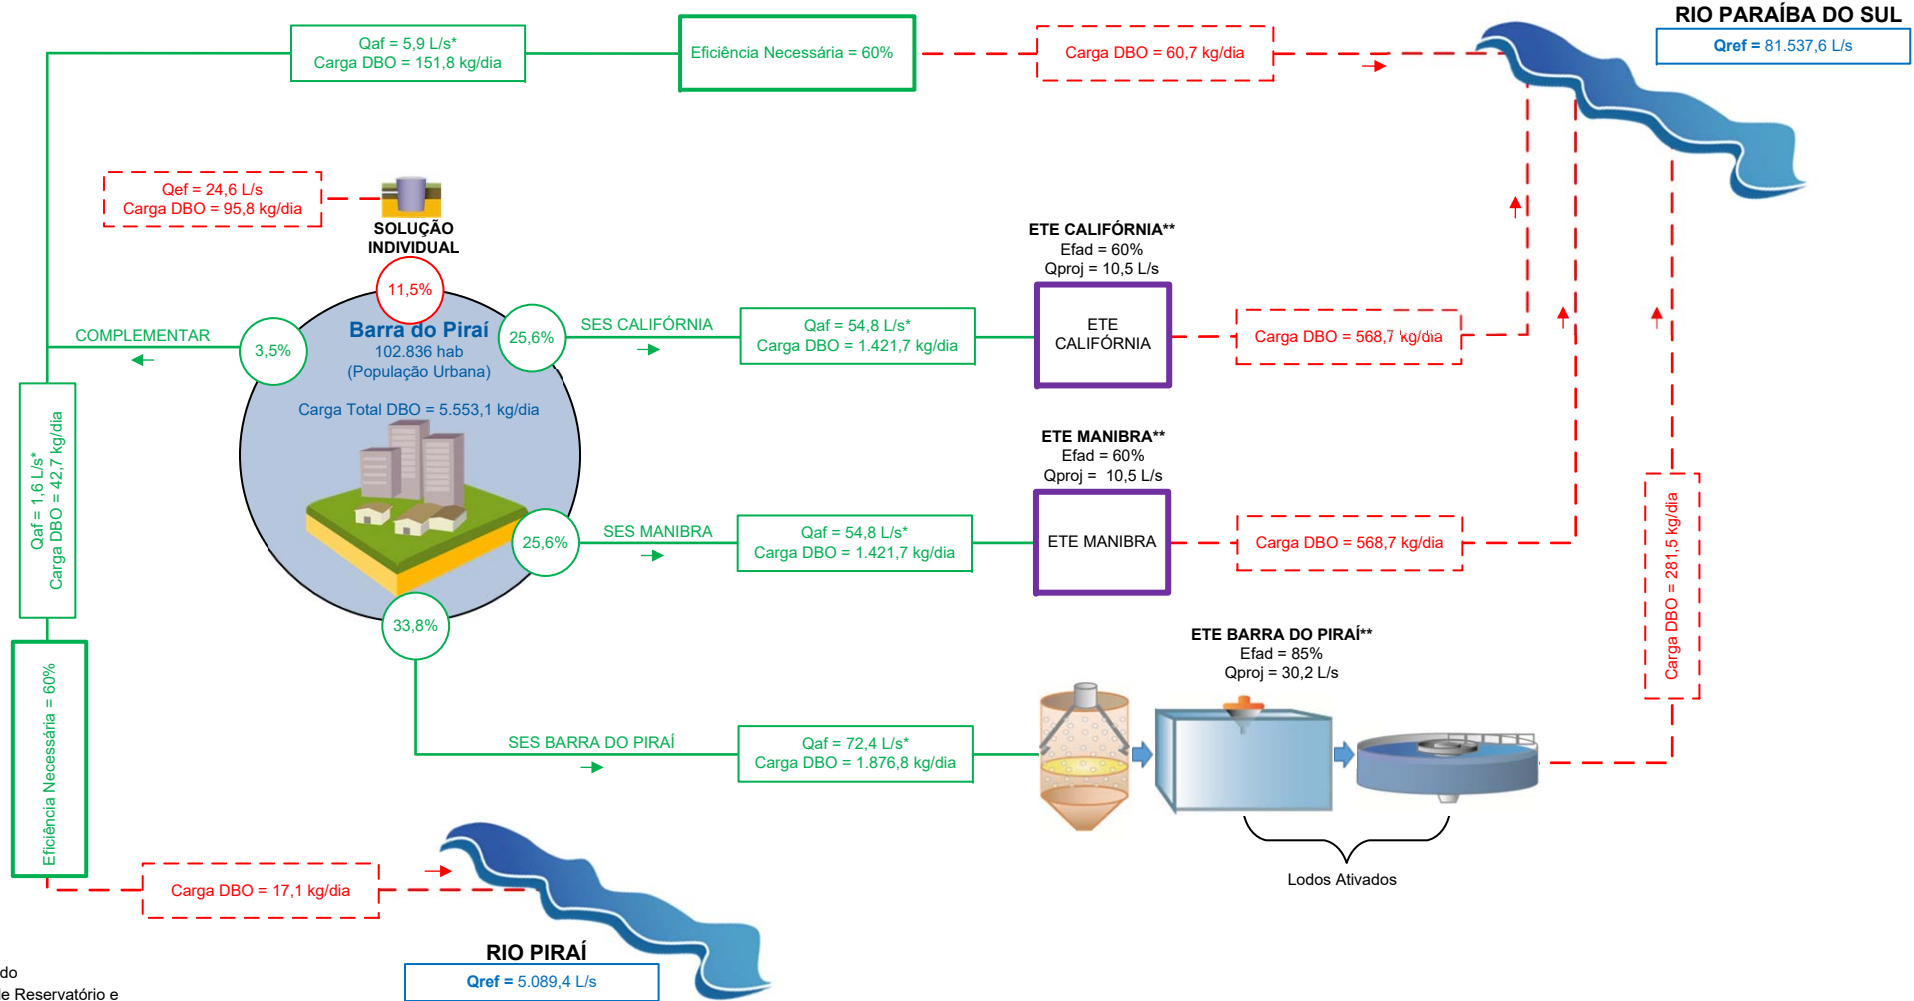 RIO PARAÍBA DO SUL
Qref = 81.537,6 L/s
Qaf = 5,9 L/s*
Carga DBO = 151,8 kg/dia
Eficiência Necessária = 60%
Carga DBO = 60,7 kg/dia
Qef = 24,6 L/s
Carga DBO = 95,8 kg/dia
SOLUÇÃO
INDIVIDUAL
11,5%
COMPLEMENTAR
3,5%
Barra do Piraí
102.836 hab
(População Urbana)
Carga Total DBO = 5.553,1 kg/dia
25,6%
SES CALIFÓRNIA
Qaf = 54,8 L/s*
Carga DBO = 1.421,7 kg/dia
ETE CALIFÓRNIA**
Efad = 60%
Qproj = 10,5 L/s
ETE
CALIFÓRNIA
Carga DBO = 568,7 kg/dia
Qaf = 1,6 L/s*
Carga DBO = 42,7 kg/dia
25,6%
SES MANIBRA
Qaf = 54,8 L/s*
Carga DBO = 1.421,7 kg/dia
ETE MANIBRA**
Efad = 60%
Qproj = 10,5 L/s
ETE MANIBRA
Carga DBO = 568,7 kg/dia
Carga DBO = 281,5 kg/dia
33,8%
SES BARRA DO PIRAÍ
Qaf = 72,4 L/s*
Carga DBO = 1.876,8 kg/dia
ETE BARRA DO PIRAÍ**
Efad = 85%
Qproj = 30,2 L/s
Lodos Ativados
Eficiência Necessária = 60%
Carga DBO = 17,1 kg/dia
RIO PIRAÍ
Qref = 5.089,4 L/s
do
de Reservatório e